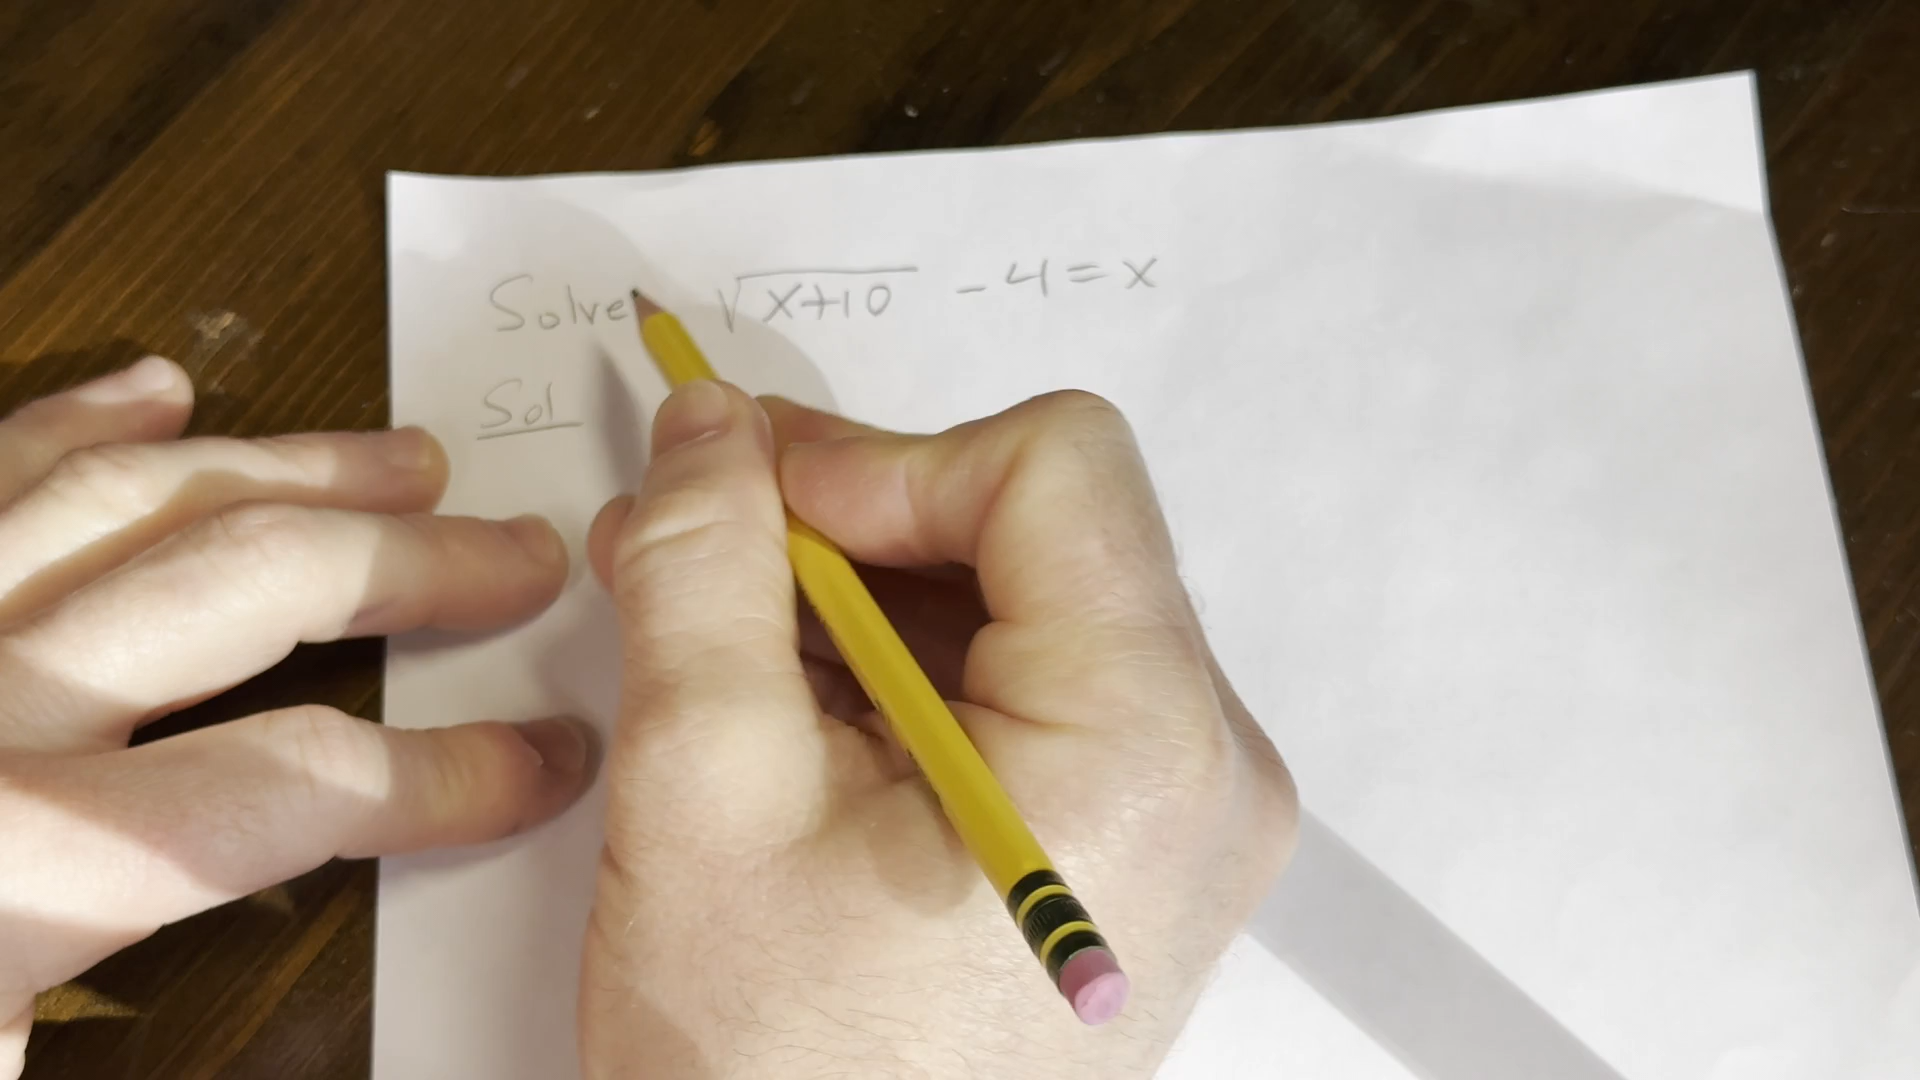 Solve √x+10 - 4 = x
Sol